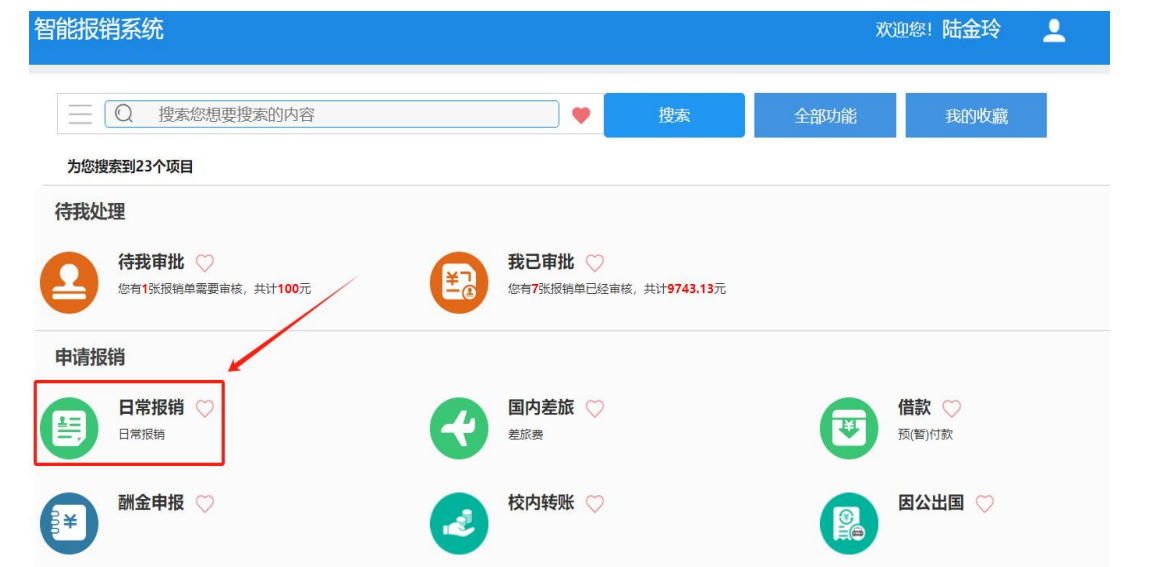 智能报销系统
欢迎您! 陆金玲
搜索您想要搜索的内容
搜索
全部功能
我的收藏
为您搜索到23个项目
待我处理
待我审批
您有1张报销单需要审核, 共计100元
我已审批
您有7张报销单已经审核, 共计9743.13元
申请报销
日常报销
日常报销
国内差旅
差旅费
借款
预(暂)付款
酬金申报
校内转账
因公出国